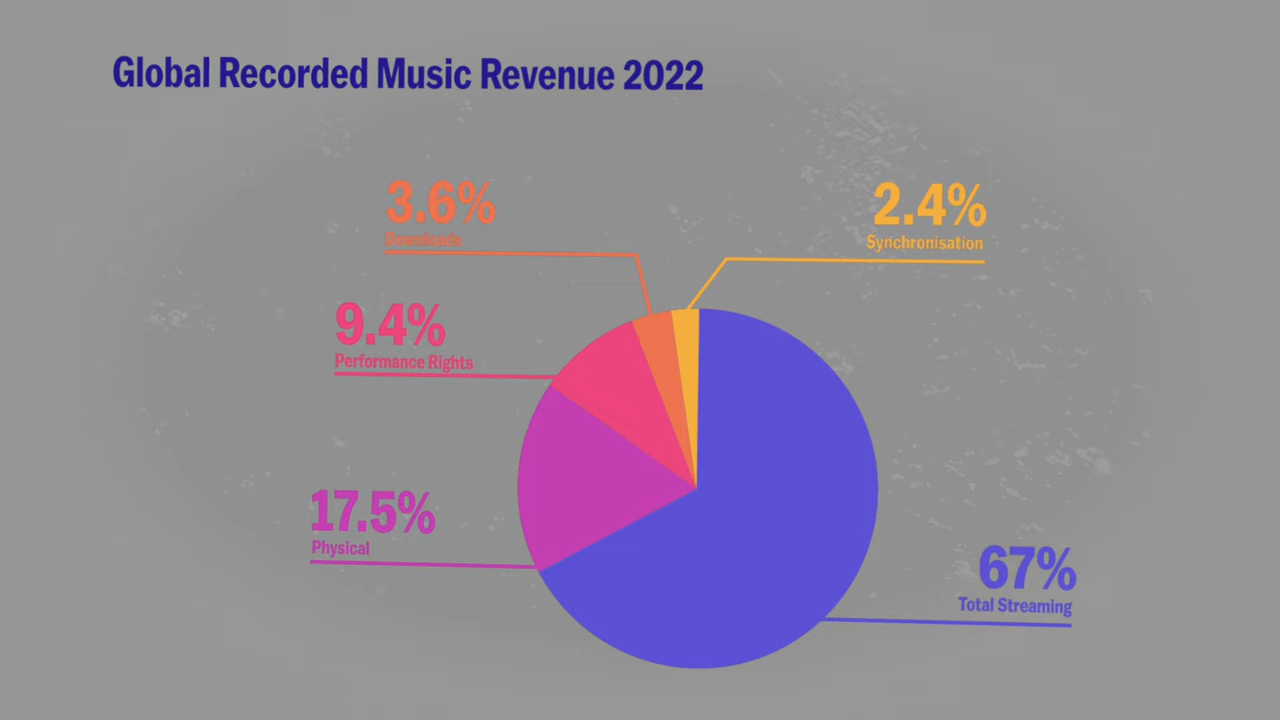 Global Recorded Music Revenue 2022
3.6%
Downloads
2.4%
Synchronisation
9.4%
Performance Rights
17.5%
Physical
67%
Total Streaming